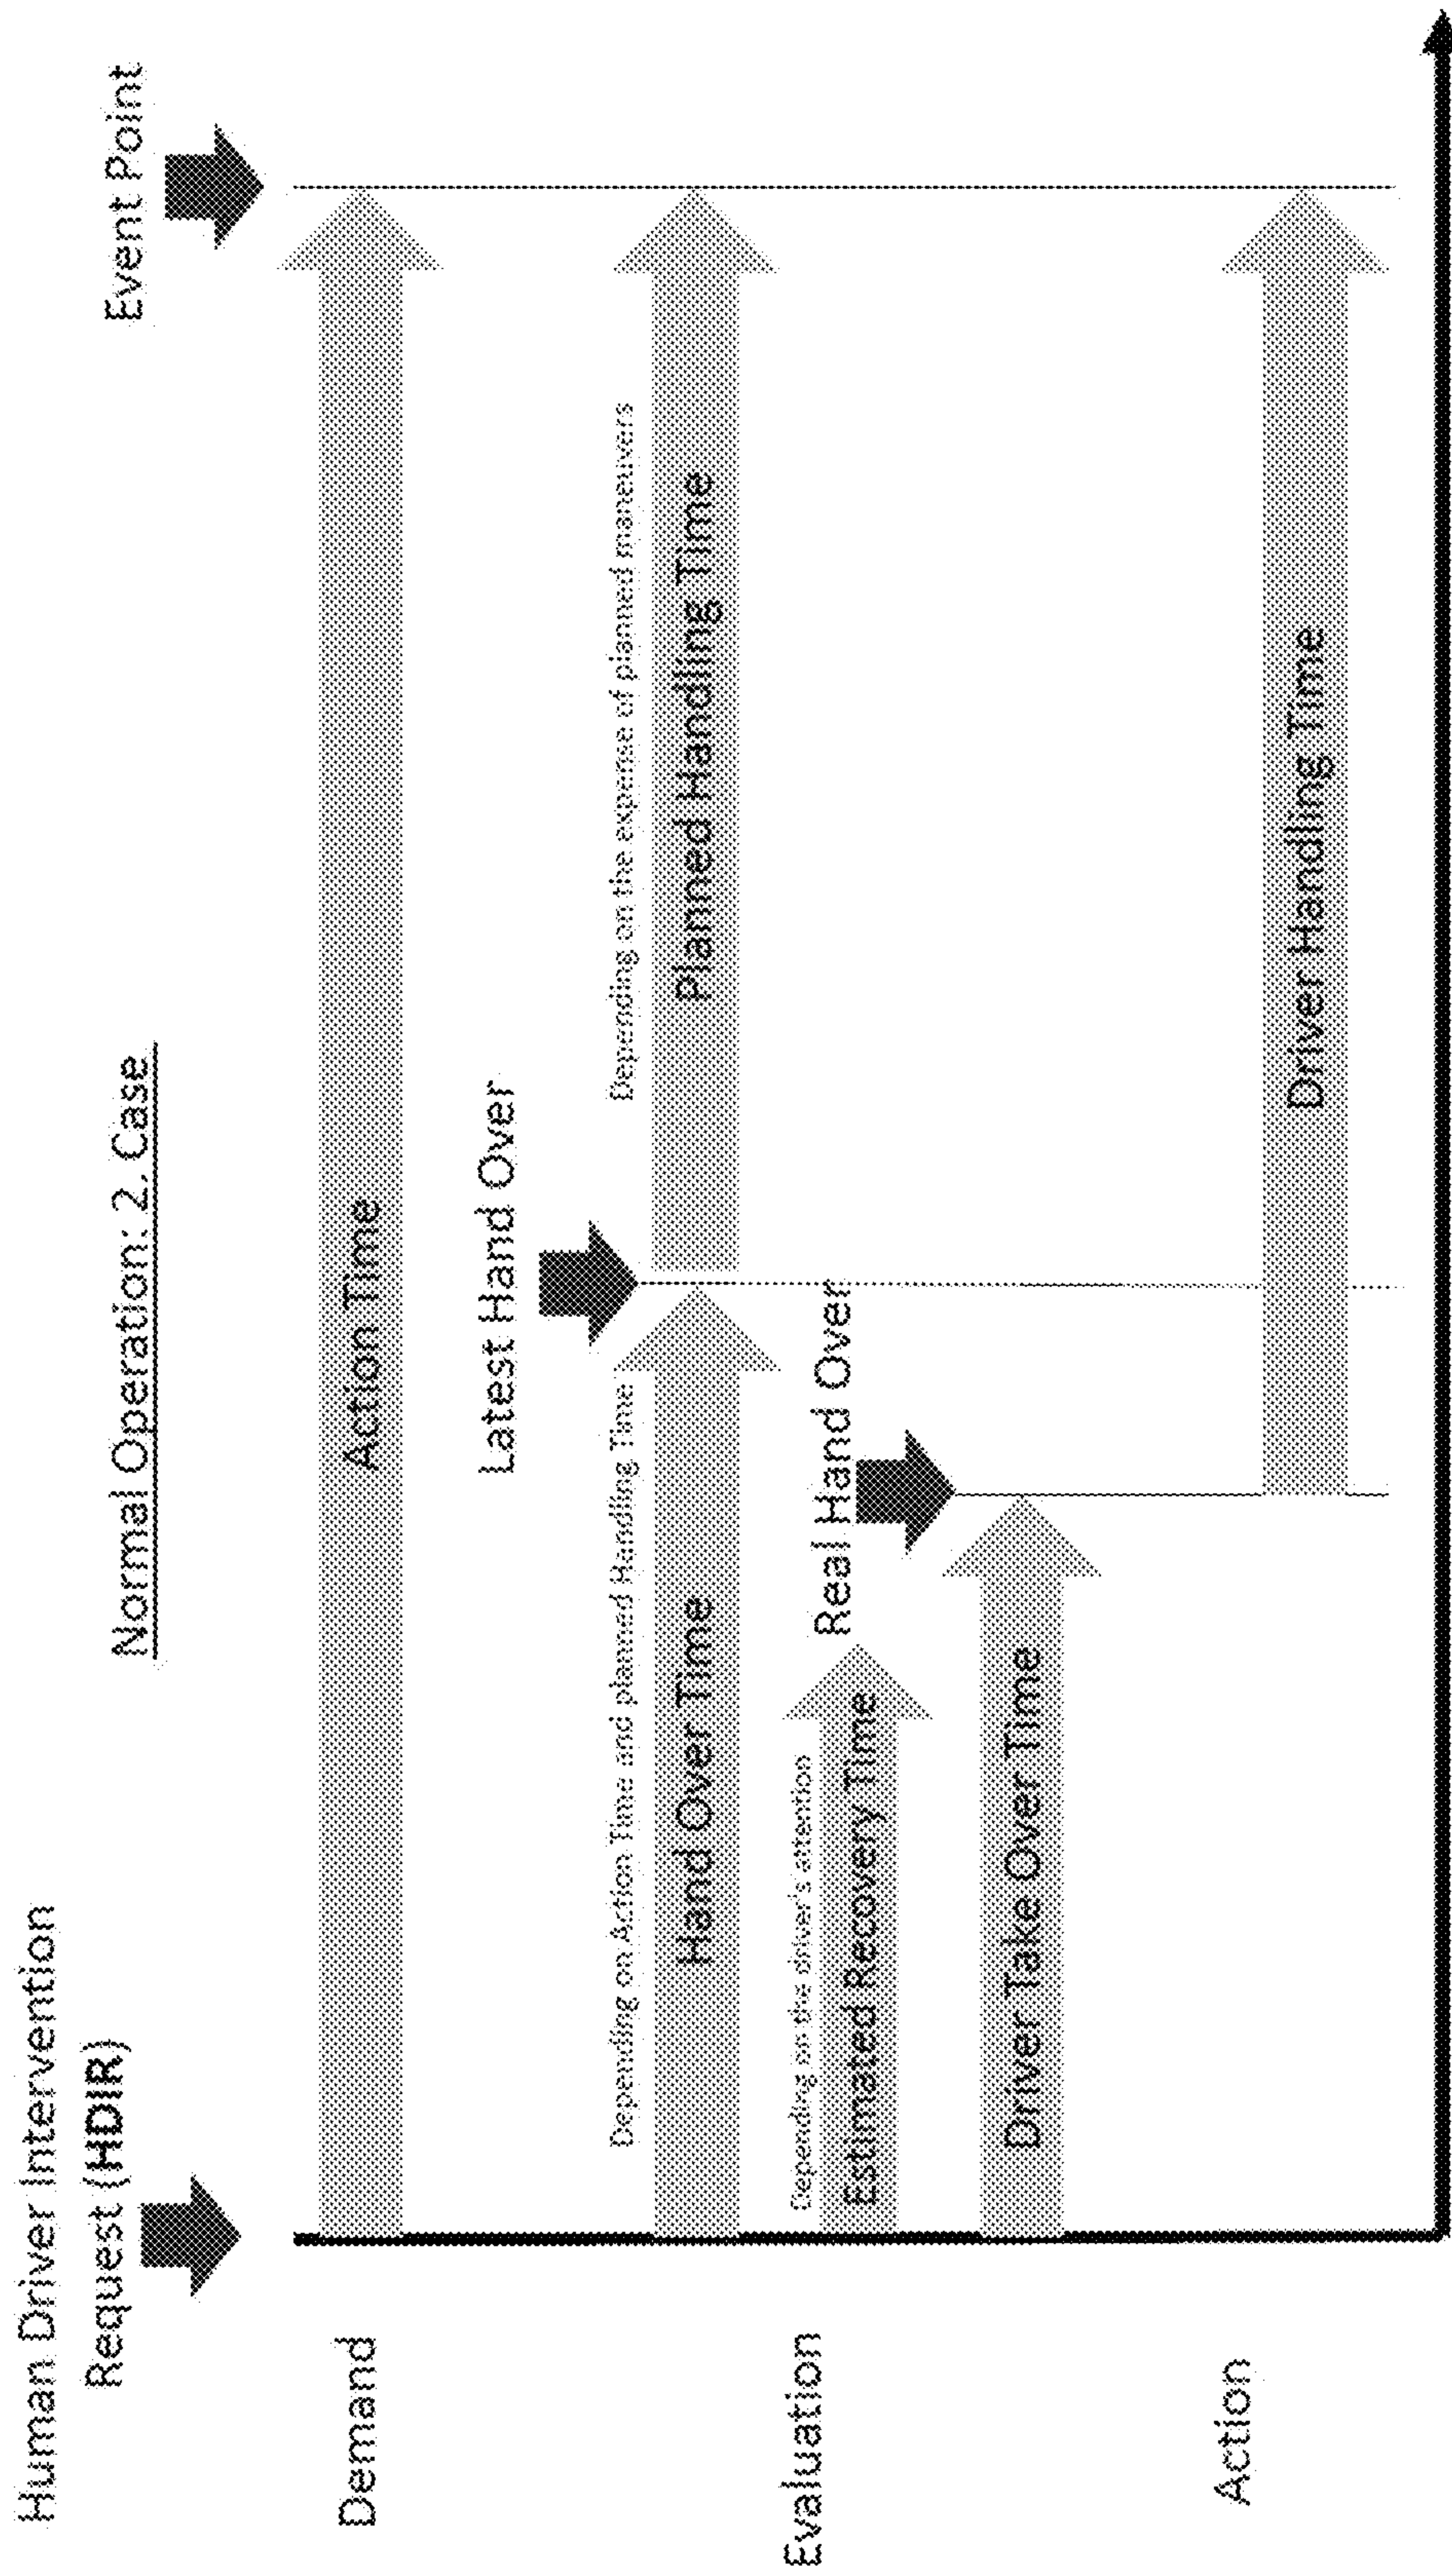 Human Driver Intervention
Request (HDIR)
Normal Operation: 2. Case
Event Point
Demand
Action Time
Latest Hand Over
Depending on Action Time and planned Handling Time
Depending on the expense of planned maneuvers
Hand Over Time
Planned Handling Time
Evaluation
Depending on the driver's attention
Real Hand Over
Estimated Recovery Time
Driver Take Over Time
Action
Driver Handling Time